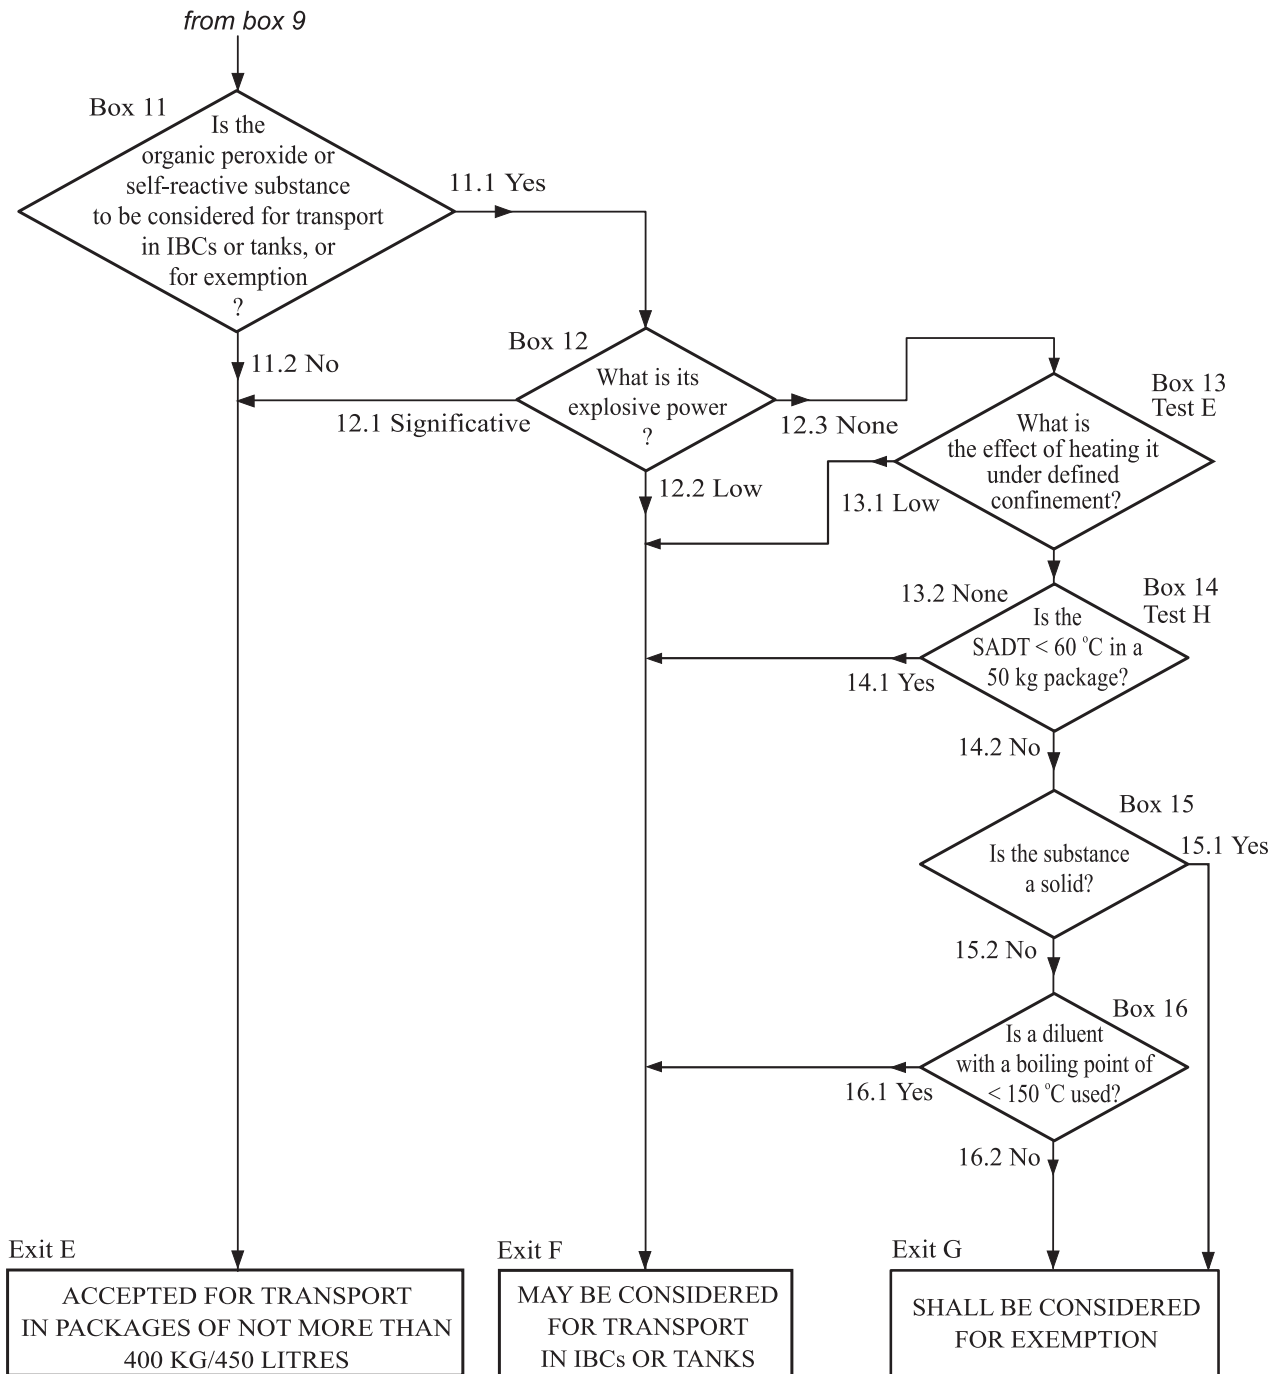 from box 9
Box 11
Is the
organic peroxide or
self-reactive substance
to be considered for transport
in IBCs or tanks, or
for exemption
?
11.1 Yes
11.2 No
Box 12
What is its
explosive power
?
12.1 Significative
12.3 None
12.2 Low
Box 13
Test E
What is
the effect of heating it
under defined
confinement?
13.1 Low
13.2 None
Box 14
Test H
Is the
SADT < 60 °C in a
50 kg package?
14.1 Yes
14.2 No
Box 15
Is the substance
a solid?
15.1 Yes
15.2 No
Box 16
Is a diluent
with a boiling point of
< 150 °C used?
16.1 Yes
16.2 No
Exit E
ACCEPTED FOR TRANSPORT
IN PACKAGES OF NOT MORE THAN
400 KG/450 LITRES
Exit F
MAY BE CONSIDERED
FOR TRANSPORT
IN IBCs OR TANKS
Exit G
SHALL BE CONSIDERED
FOR EXEMPTION